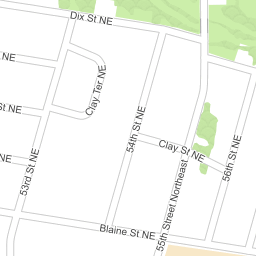 Dix St NE
Clay Ter NE
St NE
54th St NE
Clay St NE
56th St NE
NE
53rd St NE
55th Street Northeast
Blaine St NE